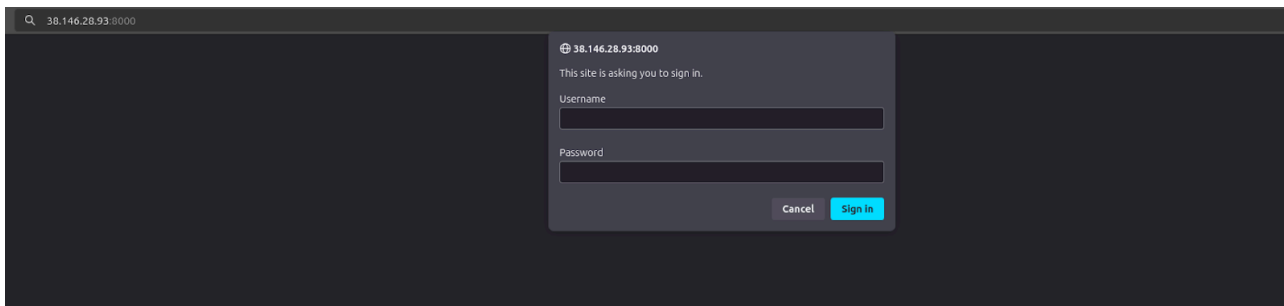 38.146.28.93:8000
38.146.28.93:8000
This site is asking you to sign in.
Username
Password
Cancel Sign in